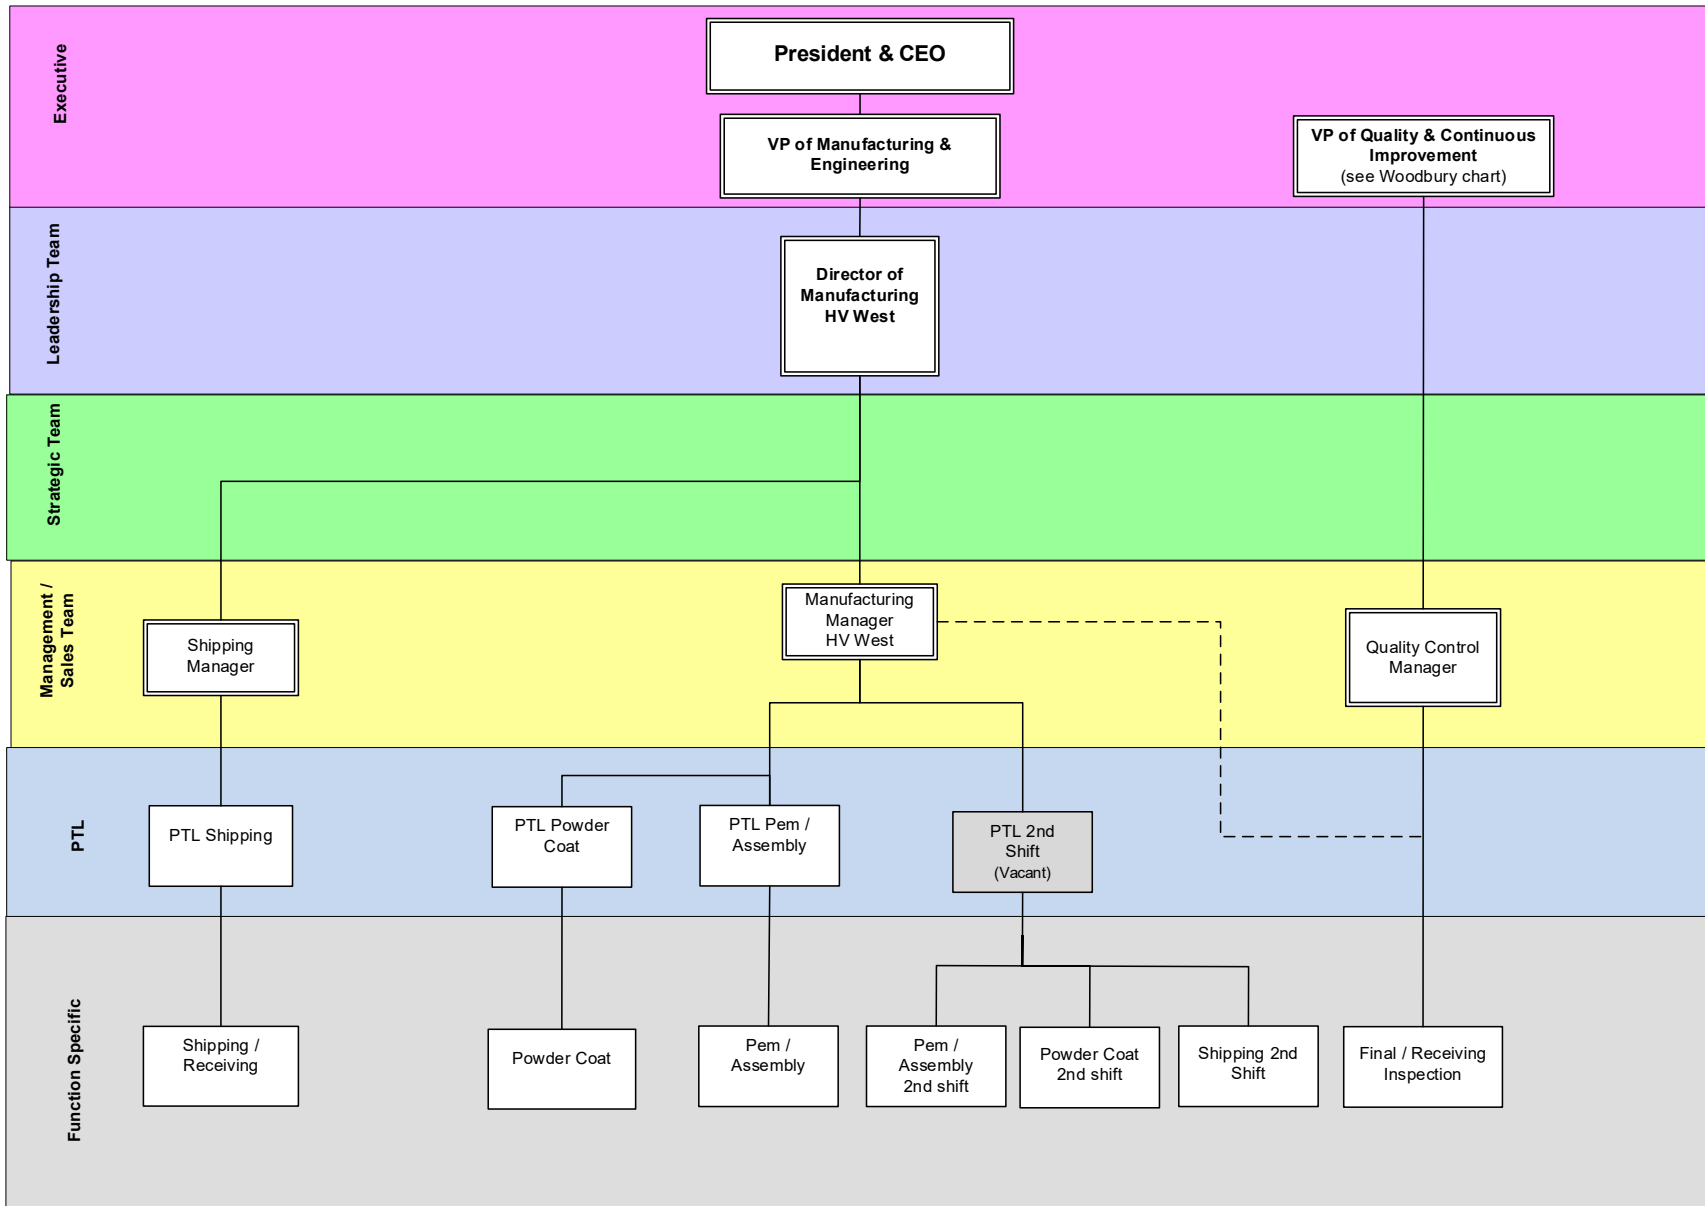 Executive
President & CEO
VP of Manufacturing &
Engineering
VP of Quality & Continuous
Improvement
(see Woodbury chart)
Leadership Team
Director of
Manufacturing
HV West
Strategic Team
Management /
Sales Team
Shipping
Manager
Manufacturing
Manager
HV West
Quality Control
Manager
PTL
PTL Shipping
PTL Powder
Coat
PTL Pem /
Assembly
PTL 2nd
Shift
(Vacant)
Function Specific
Shipping /
Receiving
Powder Coat
Pem /
Assembly
Pem /
Assembly
2nd shift
Powder Coat
2nd shift
Shipping 2nd
Shift
Final / Receiving
Inspection